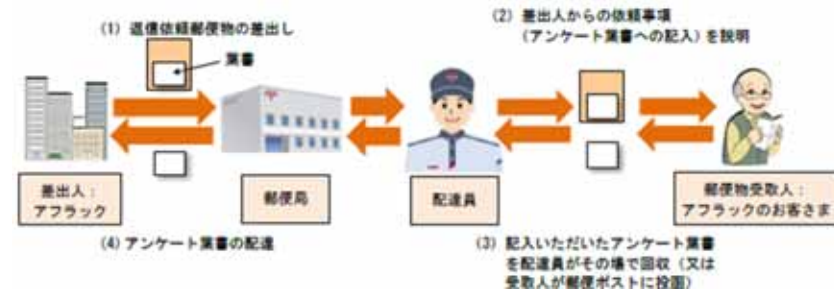 (1) 返信依頼郵便物の差出し
葉書
(2) 差出人からの依頼事項
(アンケート葉書への記入)を説明
差出人:
アフラック
郵便局
配達員
郵便物受取人:
アフラックのお客さま
(4) アンケート葉書の配達
(3) 記入いただいたアンケート葉書
を配達員がその場で回収(又は
受取人が郵便ポストに投函)